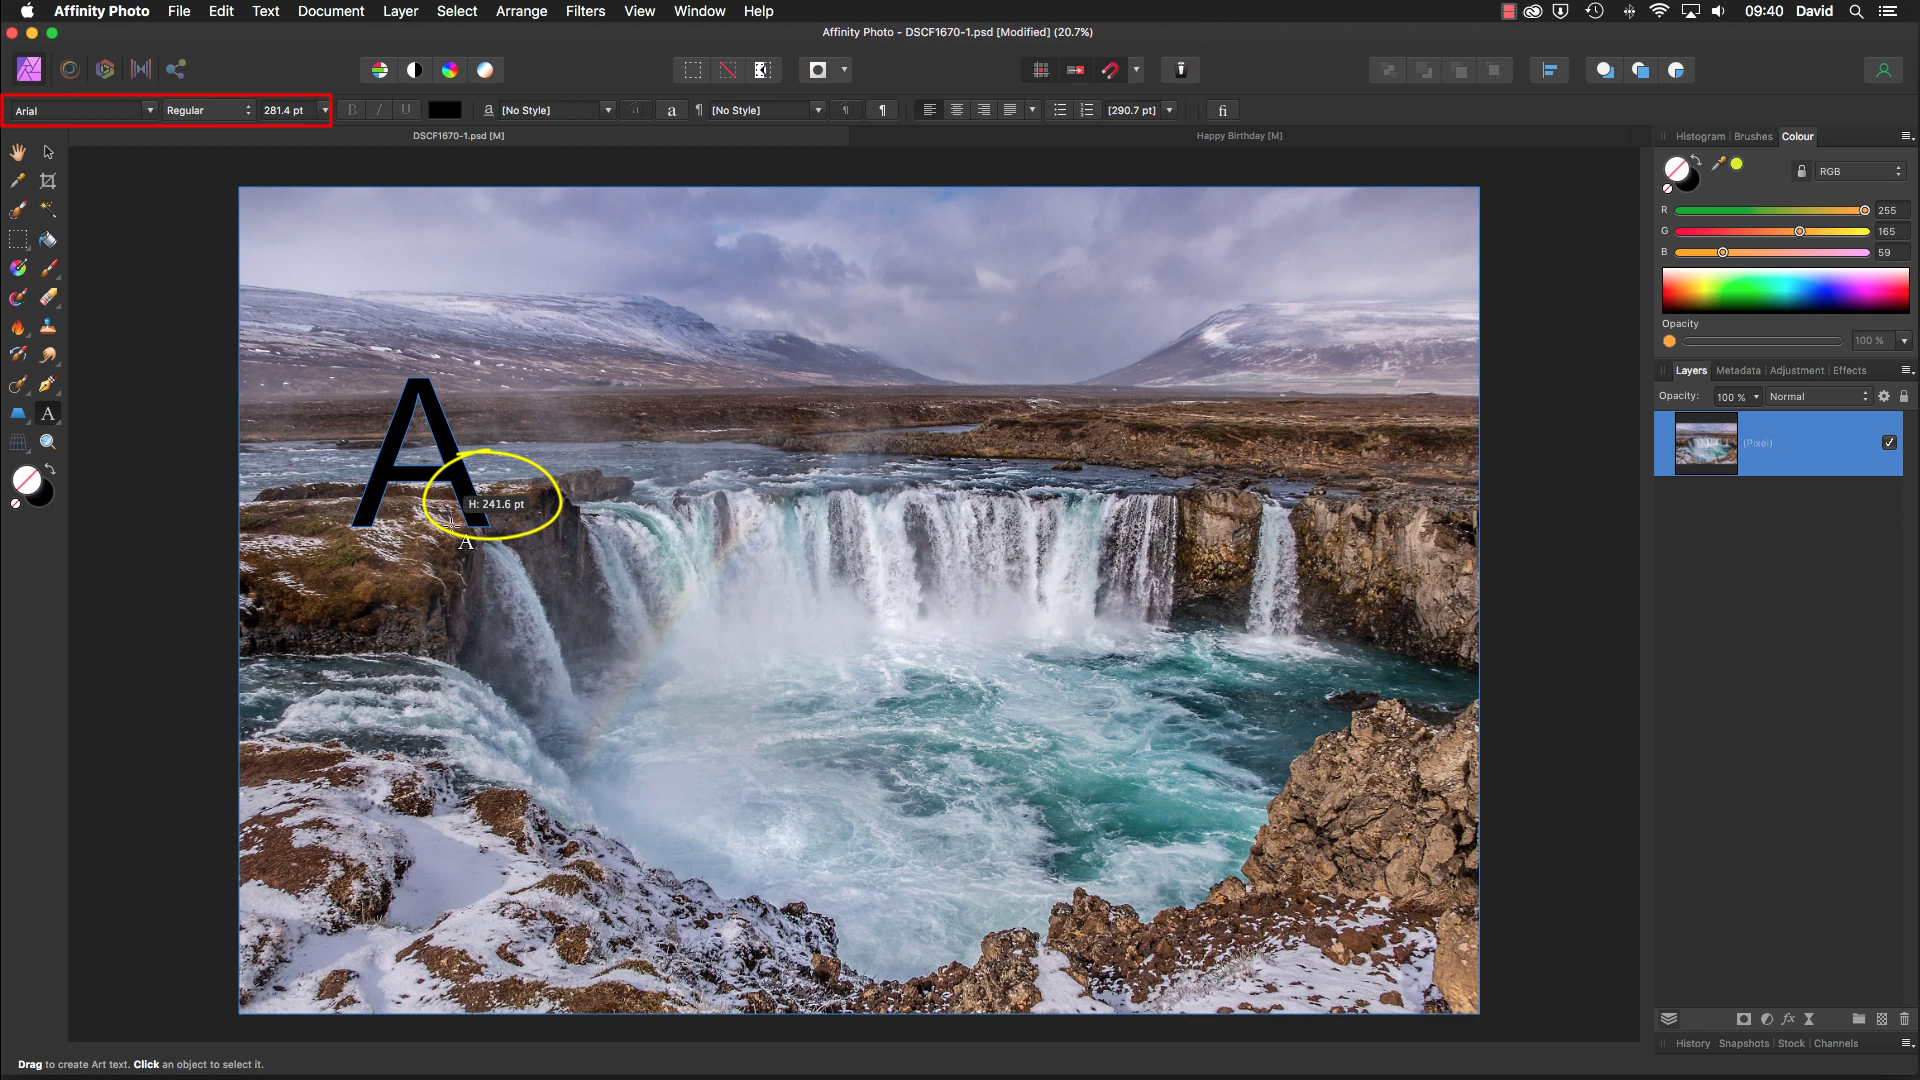 Affinity Photo File Edit Text Document Layer Select Arrange Filters View Window Help 09:40 David
Affinity Photo - DSCF1670-1.psd [Modified] (20.7%)
Arial Regular 281.4 pt B I U a [No Style] a ¶ [No Style] ¶ ¶ [290.7 pt] fi
DSCF1670-1.psd [M] Happy Birthday [M]
Histogram Brushes Colour
RGB
R 255
G 165
B 59
Opacity
100 %
Layers Metadata Adjustment Effects
Opacity: 100 % Normal
(Pixel)
A
A
H: 241.6 pt
A
fx
History Snapshots Stock Channels
Drag to create Art text. Click an object to select it.